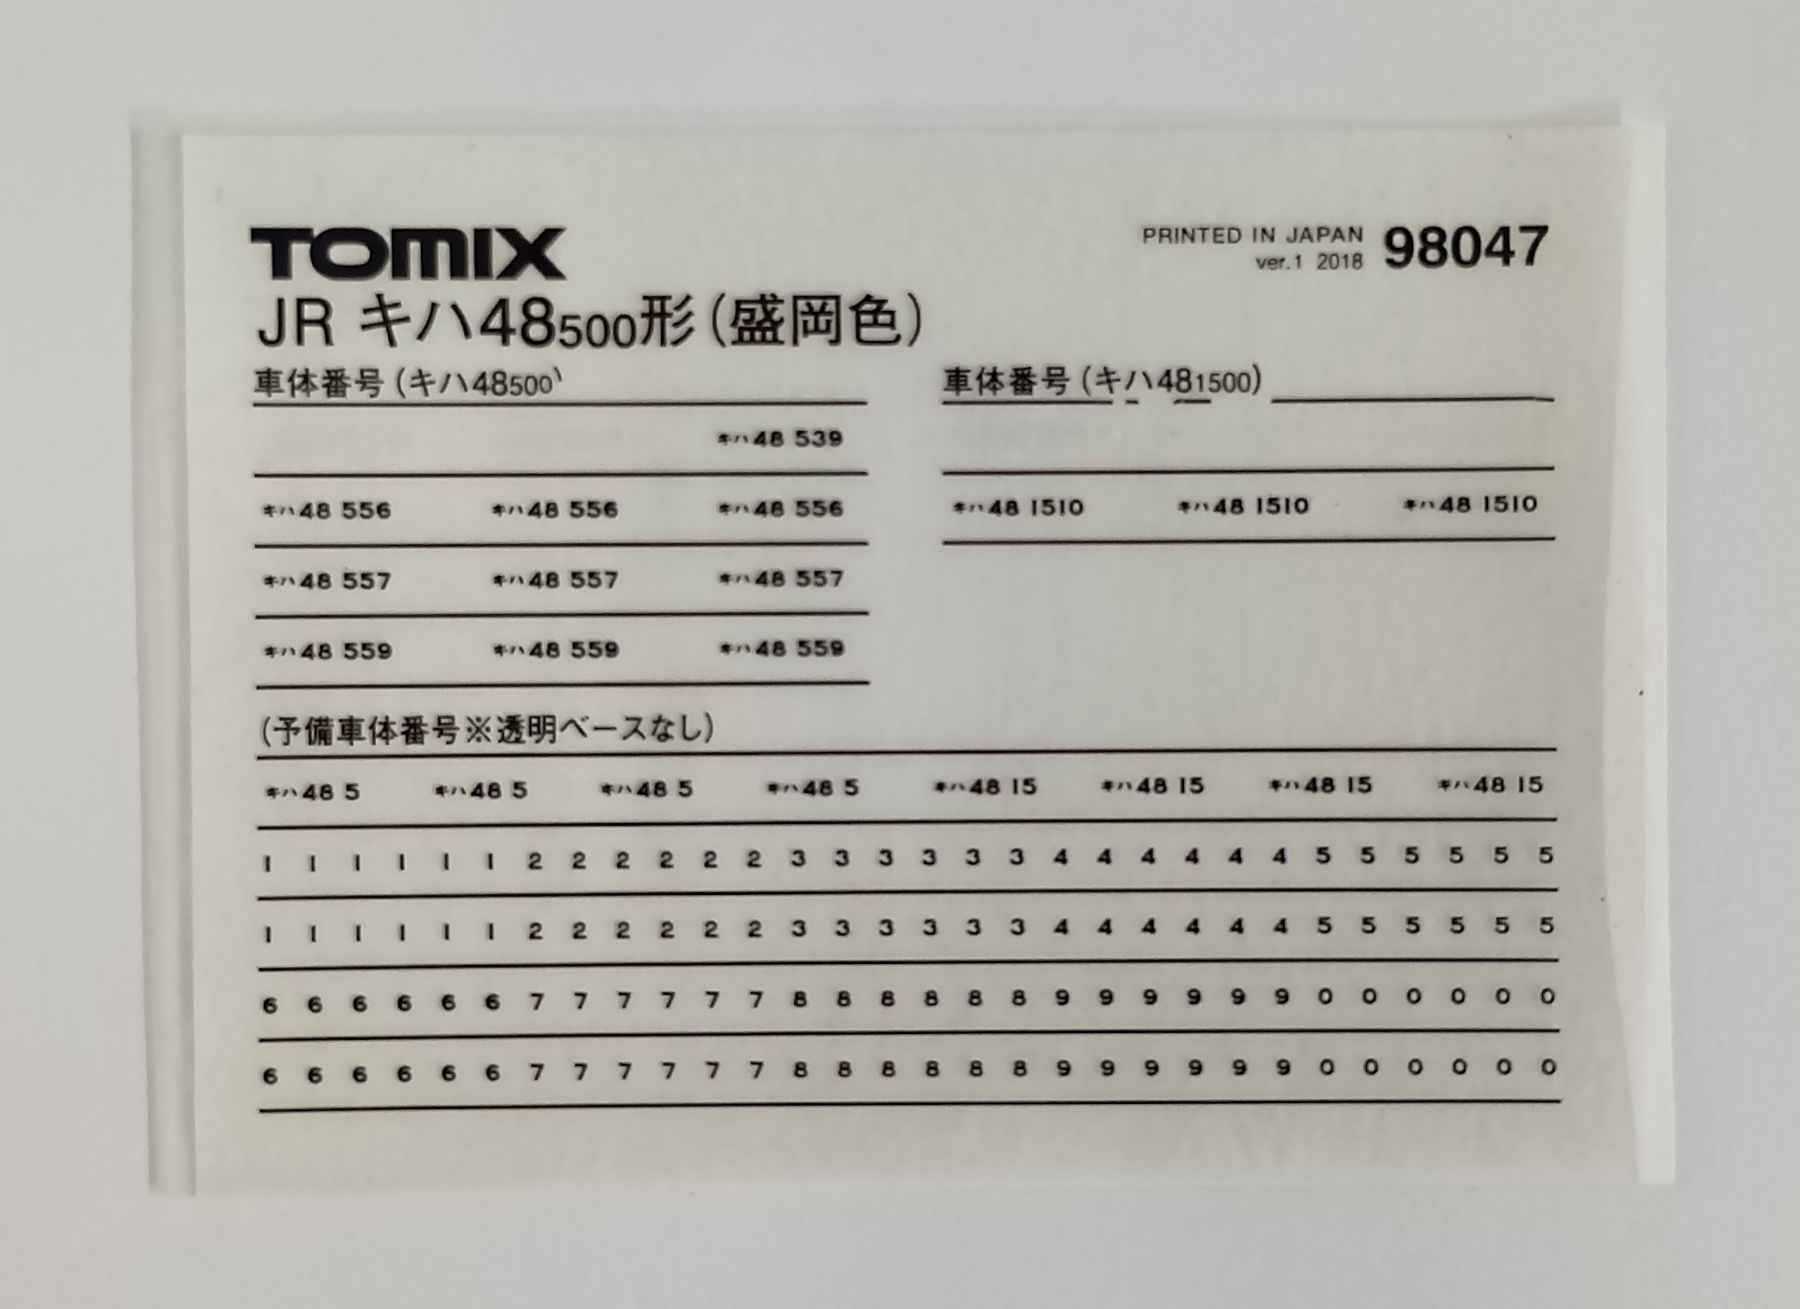 TOMIX
PRINTED IN JAPAN
ver.1 2018
98047
JR キハ48500形(盛岡色)
車体番号(キハ48500)
キハ48 539
キハ48 556 キハ48 556 キハ48 556
キハ48 557 キハ48 557 キハ48 557
キハ48 559 キハ48 559 キハ48 559
車体番号(キハ481500)
キハ48 1510 キハ48 1510 キハ48 1510
(予備車体番号※透明ベースなし)
キハ48 5 キハ48 5 キハ48 5 キハ48 5 キハ48 15 キハ48 15 キハ48 15 キハ48 15
1 1 1 1 1 1 2 2 2 2 2 2 3 3 3 3 3 3 4 4 4 4 4 4 5 5 5 5 5 5
1 1 1 1 1 1 2 2 2 2 2 2 3 3 3 3 3 3 4 4 4 4 4 4 5 5 5 5 5 5
6 6 6 6 6 6 7 7 7 7 7 7 8 8 8 8 8 8 9 9 9 9 9 9 0 0 0 0 0 0
6 6 6 6 6 6 7 7 7 7 7 7 8 8 8 8 8 8 9 9 9 9 9 9 0 0 0 0 0 0